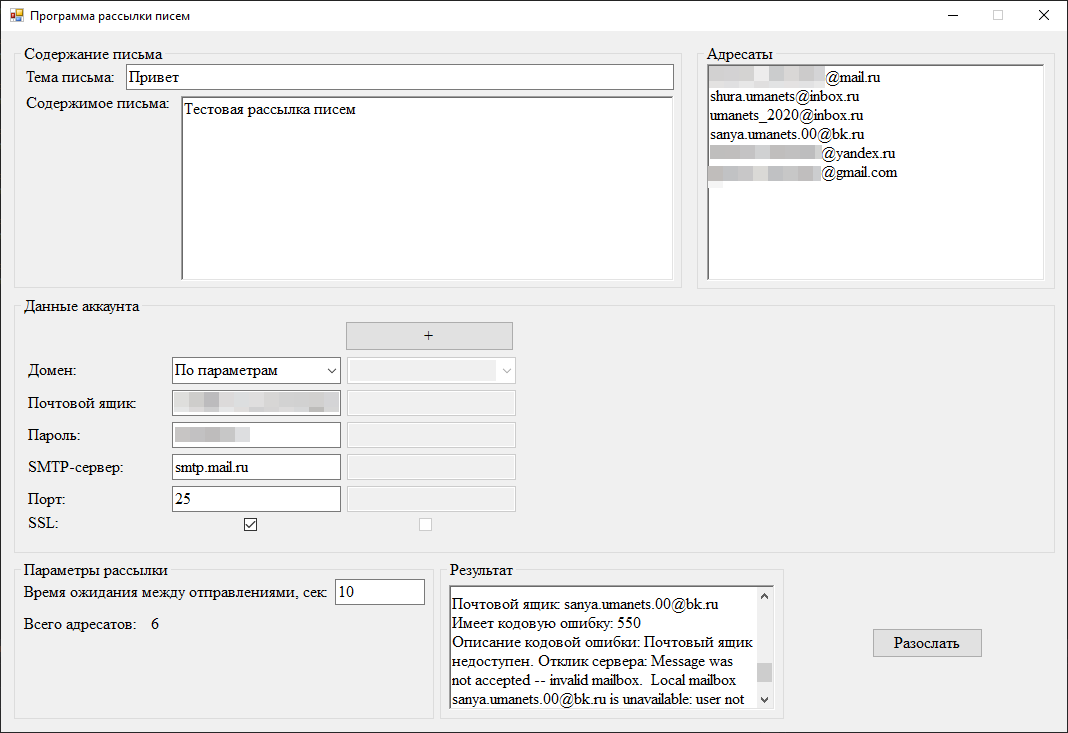 Программа рассылки писем
Содержание письма
Тема письма: Привет
Содержимое письма: Тестовая рассылка писем
Адресаты
@mail.ru
shura.umanets@inbox.ru
umanets_2020@inbox.ru
sanya.umanets.00@bk.ru
@yandex.ru
@gmail.com
Данные аккаунта
+
Домен: По параметрам
Почтовой ящик:
Пароль:
SMTP-сервер: smtp.mail.ru
Порт: 25
SSL:
Параметры рассылки
Время ожидания между отправлениями, сек: 10
Всего адресатов: 6
Результат
Почтовой ящик: sanya.umanets.00@bk.ru
Имеет кодовую ошибку: 550
Описание кодовой ошибки: Почтовый ящик
недоступен. Отклик сервера: Message was
not accepted -- invalid mailbox. Local mailbox
sanya.umanets.00@bk.ru is unavailable: user not
Разослать